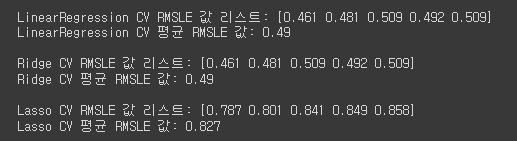 LinearRegression CV RMSLE 값 리스트: [0.461 0.481 0.509 0.492 0.509]
LinearRegression CV 평균 RMSLE 값: 0.49
Ridge CV RMSLE 값 리스트: [0.461 0.481 0.509 0.492 0.509]
Ridge CV 평균 RMSLE 값: 0.49
Lasso CV RMSLE 값 리스트: [0.787 0.801 0.841 0.849 0.858]
Lasso CV 평균 RMSLE 값: 0.827